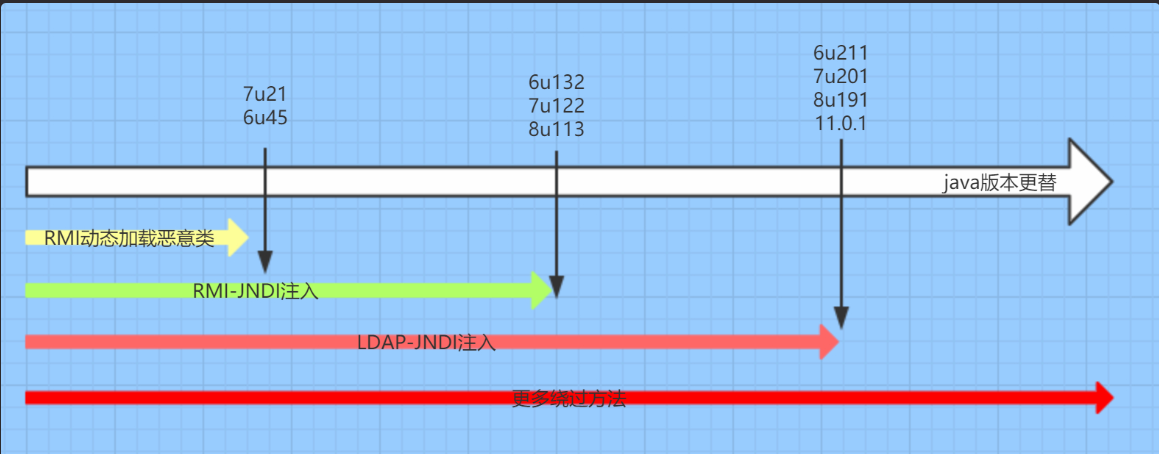 7u21
6u45
6u132
7u122
8u113
6u211
7u201
8u191
11.0.1
java版本更替
RMI动态加载恶意类
RMI-JNDI注入
LDAP-JNDI注入
更多绕过方法